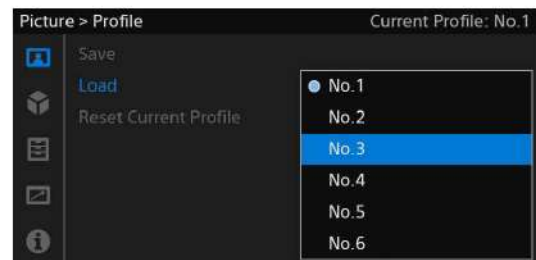 Picture > Profile Current Profile: No.1
Save
Load
Reset Current Profile
No.1
No.2
No.3
No.4
No.5
No.6